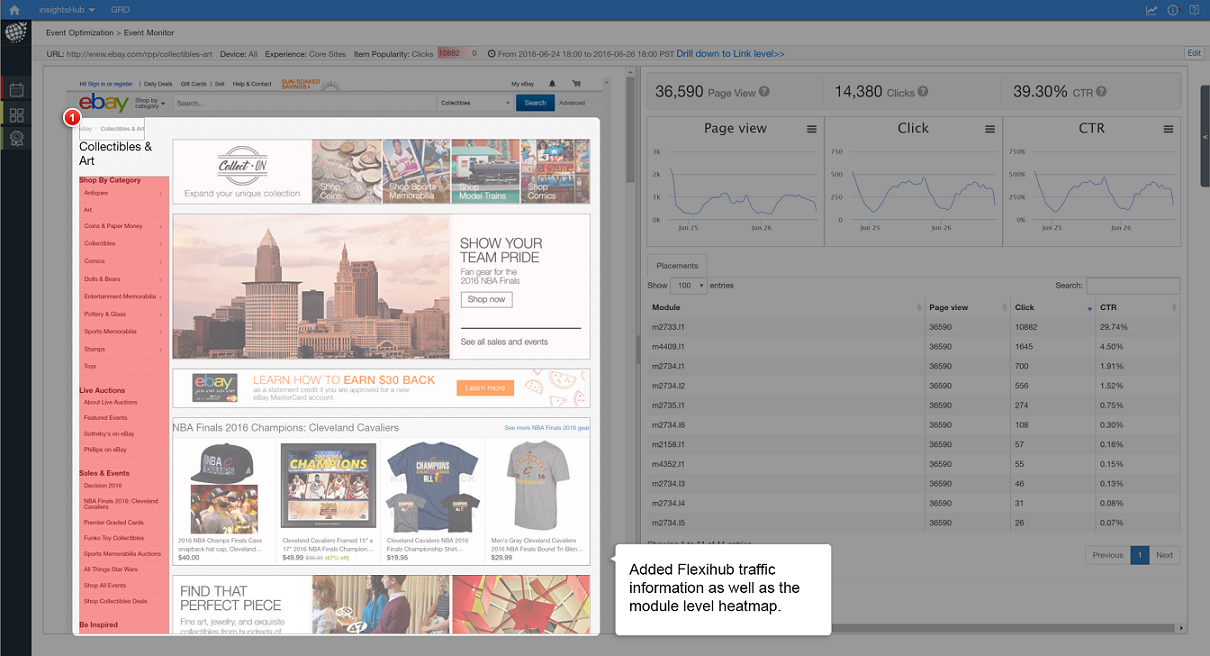 insightsHub GRO
Event Optimization > Event Monitor
URL: http://www.ebay.com/rpp/collectibles-art Device: All Experience: Core Sites Item Popularity: Clicks 10882 0 From 2016-06-24 18:00 to 2016-06-26 18:00 PST Drill down to Link level>>
Edit
Hi! Sign in or register | Daily Deals | Gift Cards | Sell | Help & Contact
SUN-SOAKED
SAVINGS
My eBay
ebay
Shop by
category
Search...
Collectibles
Search
Advanced
1
eBay > Collectibles & Art
Collectibles &
Art
Shop By Category
Antiques
Art
Coins & Paper Money
Collectibles
Comics
Dolls & Bears
Entertainment Memorabilia
Pottery & Glass
Sports Memorabilia
Stamps
Toys
Live Auctions
About Live Auctions
Featured Events
Sotheby's on eBay
Phillips on eBay
Sales & Events
Decision 2016
NBA Finals 2016: Cleveland
Cavaliers
Premier Graded Cards
Funko Toy Collectibles
Sports Memorabilia Auctions
All Things Star Wars
Shop All Events
Shop Collectibles Deals
Be Inspired
Collect ON
Expand your unique collection
Shop
Coins
Shop Sports
Memorabilia
Shop
Model Trains
Shop
Comics
SHOW YOUR
TEAM PRIDE
Fan gear for the
2016 NBA Finals
Shop now
See all sales and events
ebay
LEARN HOW TO EARN $30 BACK
as a statement credit if you are approved for a new
eBay MasterCard account.
Learn more
NBA Finals 2016 Champions: Cleveland Cavaliers
See more NBA Finals 2016 gear
2016 NBA Champs Finals Cavs
snapback hat cap, Cleveland...
$40.00
Cleveland Cavaliers Framed 15" x
17" 2016 NBA Finals Champion...
$49.99 $95.99 (47% off)
Cleveland Cavaliers 2016 NBA
Finals Championship Shirt...
$19.95
Men's Gray Cleveland Cavaliers
2016 NBA Finals Bound Tri-Blen...
$29.99
FIND THAT
PERFECT PIECE
Fine art, jewelry, and exquisite
collectibles from hundreds of
36,590 Page View
14,380 Clicks
39.30% CTR
Page view
3k
2k
1k
0k
Jun 25 Jun 26
Click
750
500
250
0
Jun 25 Jun 26
CTR
750%
500%
250%
0%
Jun 25 Jun 26
Placements
Show 100 entries
Search:
Module Page view Click CTR
m2733.l1 36590 10882 29.74%
m4409.l1 36590 1645 4.50%
m2734.l1 36590 700 1.91%
m2734.l2 36590 556 1.52%
m2735.l1 36590 274 0.75%
m2734.l6 36590 108 0.30%
m2158.l1 36590 57 0.16%
m4352.l1 36590 55 0.15%
m2734.l3 36590 46 0.13%
m2734.l4 36590 31 0.08%
m2734.l5 36590 26 0.07%
Showing 1 to 11 of 11 entries
Previous 1 Next
Added Flexihub traffic
information as well as the
module level heatmap.